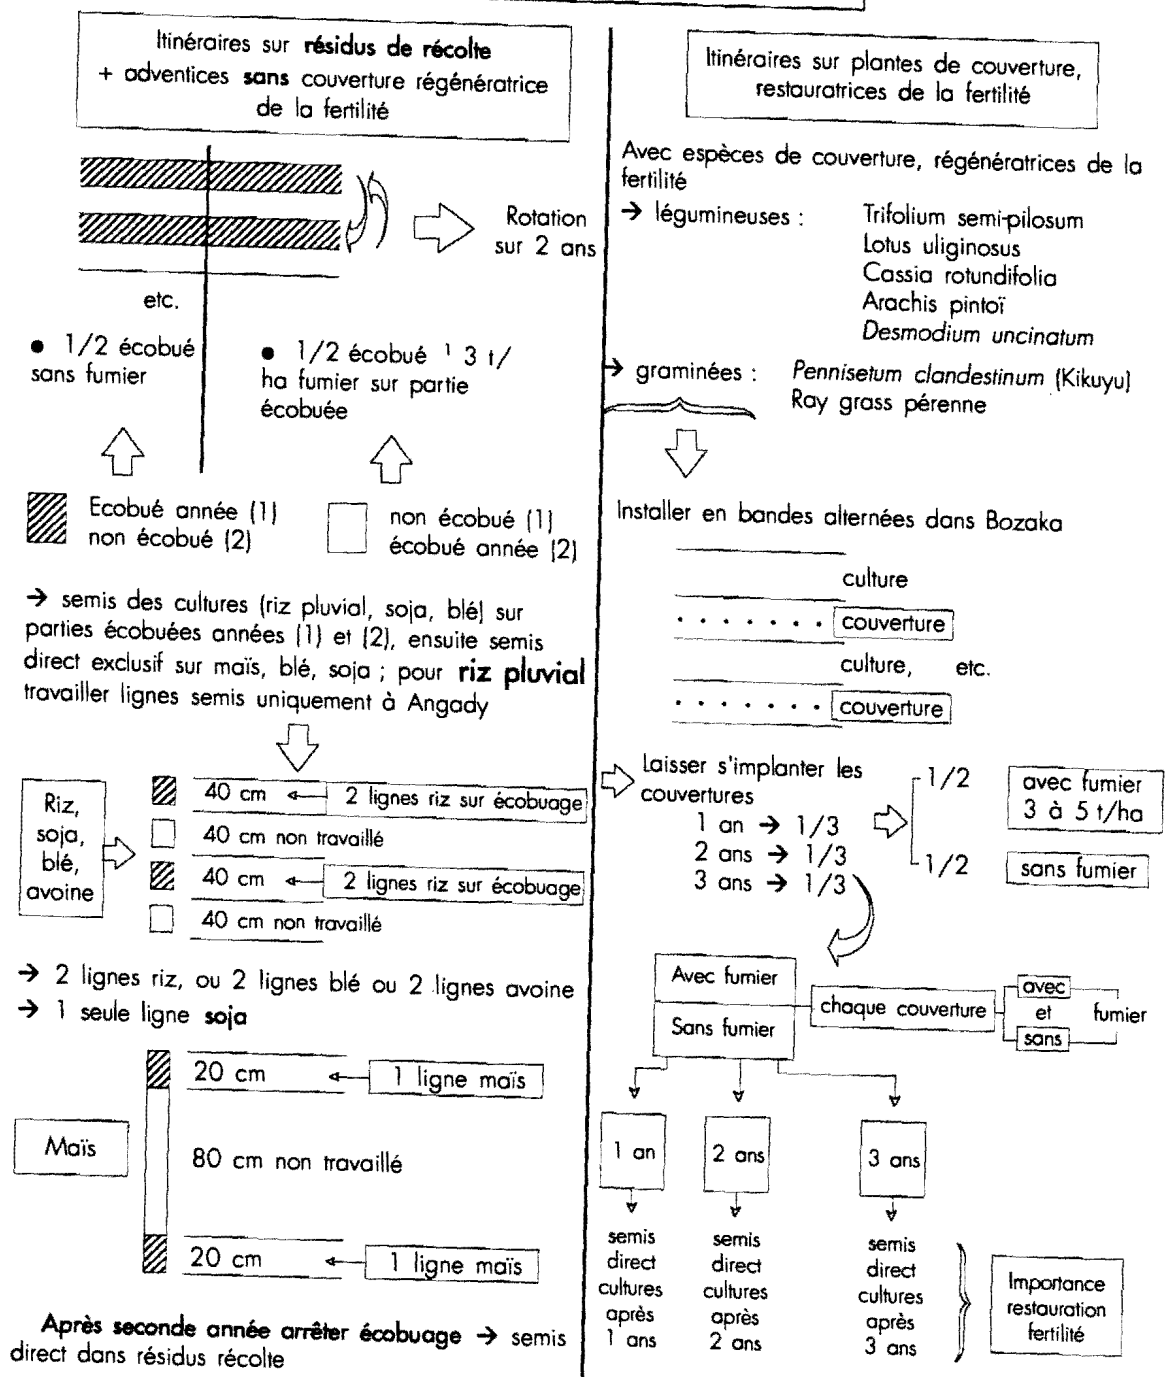 Itinéraires sur résidus de récolte
+ adventices sans couverture régénératrice
de la fertilité
Rotation
sur 2 ans
etc.
● 1/2 écobué
sans fumier
● 1/2 écobué ¹ 3 t/
ha fumier sur partie
écobuée
Ecobué année (1)
non écobué (2)
non écobué (1)
écobué année (2)
→ semis des cultures (riz pluvial, soja, blé) sur
parties écobuées années (1) et (2), ensuite semis
direct exclusif sur maïs, blé, soja ; pour riz pluvial
travailler lignes semis uniquement à Angady
Riz,
soja,
blé,
avoine
40 cm
2 lignes riz sur écobuage
40 cm non travaillé
40 cm
2 lignes riz sur écobuage
40 cm non travaillé
→ 2 lignes riz, ou 2 lignes blé ou 2 lignes avoine
→ 1 seule ligne soja
Maïs
20 cm
1 ligne maïs
80 cm non travaillé
20 cm
1 ligne maïs
Après seconde année arrêter écobuage → semis
direct dans résidus récolte
Itinéraires sur plantes de couverture,
restauratrices de la fertilité
Avec espèces de couverture, régénératrices de la
fertilité
→ légumineuses : Trifolium semi-pilosum
Lotus uliginosus
Cassia rotundifolia
Arachis pintoï
Desmodium uncinatum
→ graminées : Pennisetum clandestinum (Kikuyu)
Ray grass pérenne
Installer en bandes alternées dans Bozaka
culture
couverture
culture, etc.
couverture
Laisser s'implanter les
couvertures
1 an → 1/3
2 ans → 1/3
3 ans → 1/3
1/2
avec fumier
3 à 5 t/ha
1/2
sans fumier
Avec fumier
Sans fumier
chaque couverture
avec
et
sans
fumier
1 an
2 ans
3 ans
semis
direct
cultures
après
1 ans
semis
direct
cultures
après
2 ans
semis
direct
cultures
après
3 ans
Importance
restauration
fertilité